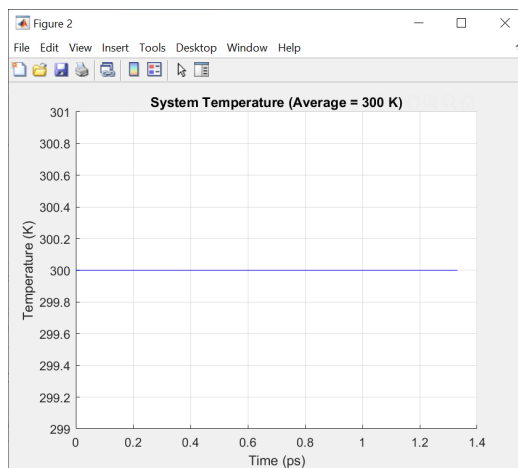 Figure 2
File Edit View Insert Tools Desktop Window Help
System Temperature (Average = 300 K)
301
300.8
300.6
300.4
300.2
300
299.8
299.6
299.4
299.2
299
Temperature (K)
0 0.2 0.4 0.6 0.8 1 1.2 1.4
Time (ps)